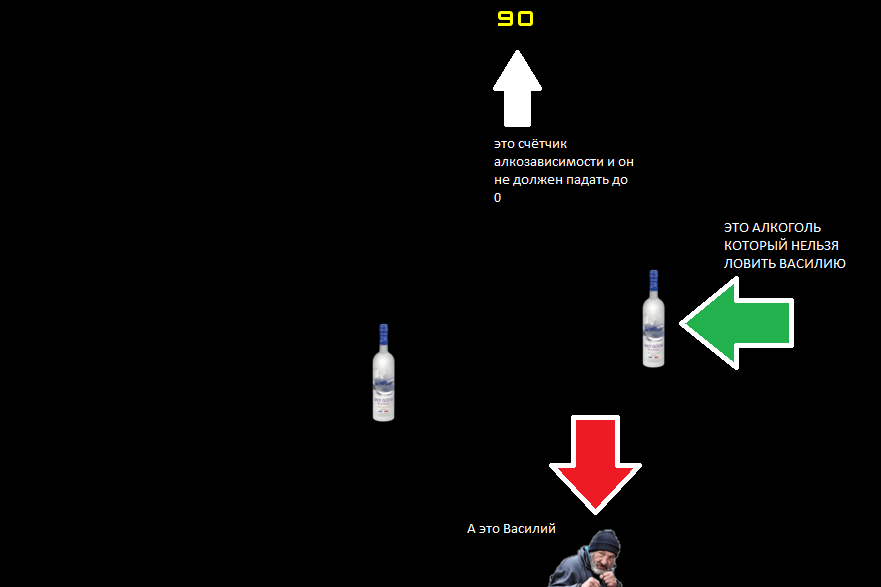 90
это счётчик
алкозависимости и он
не должен падать до
0
ЭТО АЛКОГОЛЬ
КОТОРЫЙ НЕЛЬЗЯ
ЛОВИТЬ ВАСИЛИЮ
А это Василий